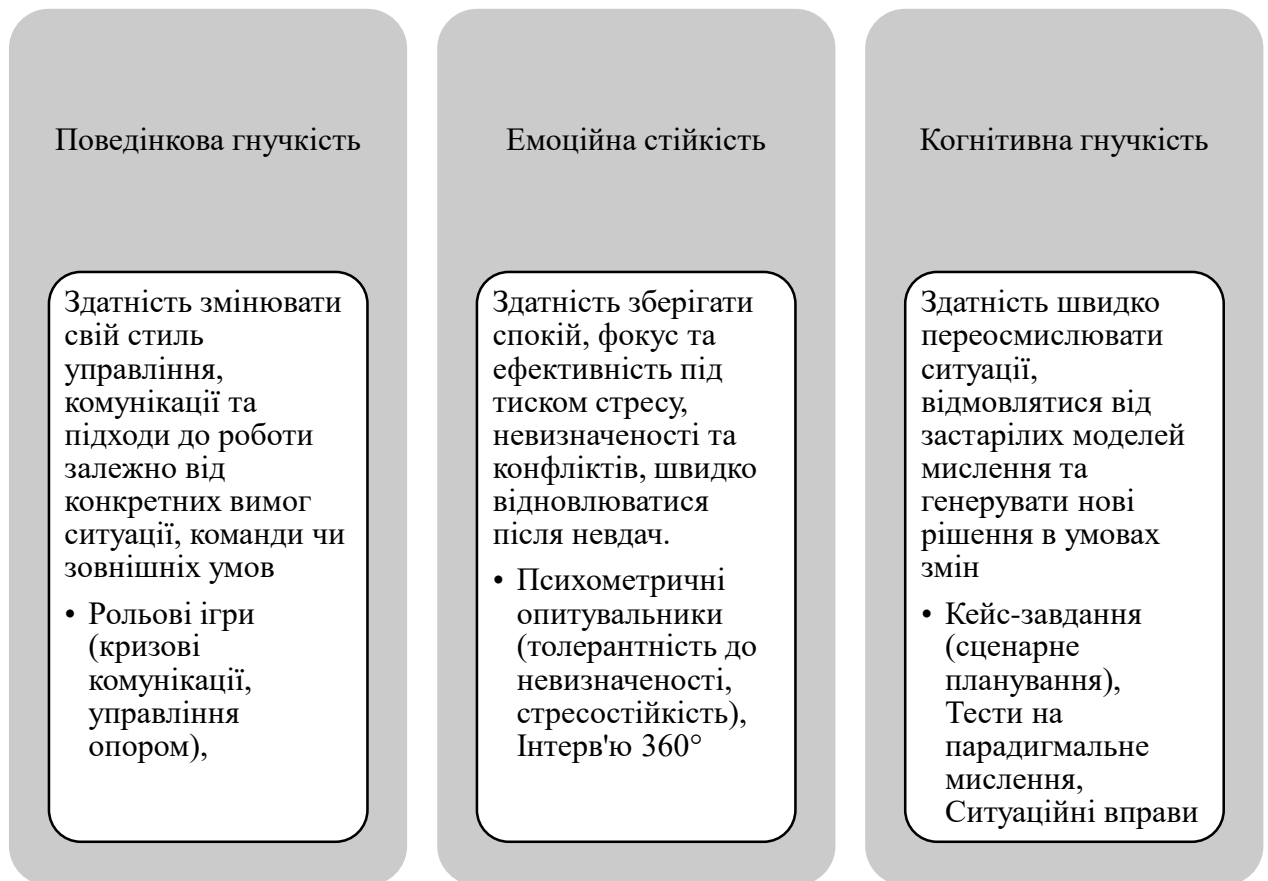 Поведінкова гнучкість
Здатність змінювати
свій стиль
управління,
комунікації та
підходи до роботи
залежно від
конкретних вимог
ситуації, команди чи
зовнішніх умов
• Рольові ігри
(кризові
комунікації,
управління
опором),
Емоційна стійкість
Здатність зберігати
спокій, фокус та
ефективність під
тиском стресу,
невизначеності та
конфліктів, швидко
відновлюватися
після невдач.
• Психометричні
опитувальники
(толерантність до
невизначеності,
стресостійкість),
Інтерв'ю 360°
Когнітивна гнучкість
Здатність швидко
переосмислювати
ситуації,
відмовлятися від
застарілих моделей
мислення та
генерувати нові
рішення в умовах
змін
• Кейс-завдання
(сценарне
планування),
Тести на
парадигмальне
мислення,
Ситуаційні вправи